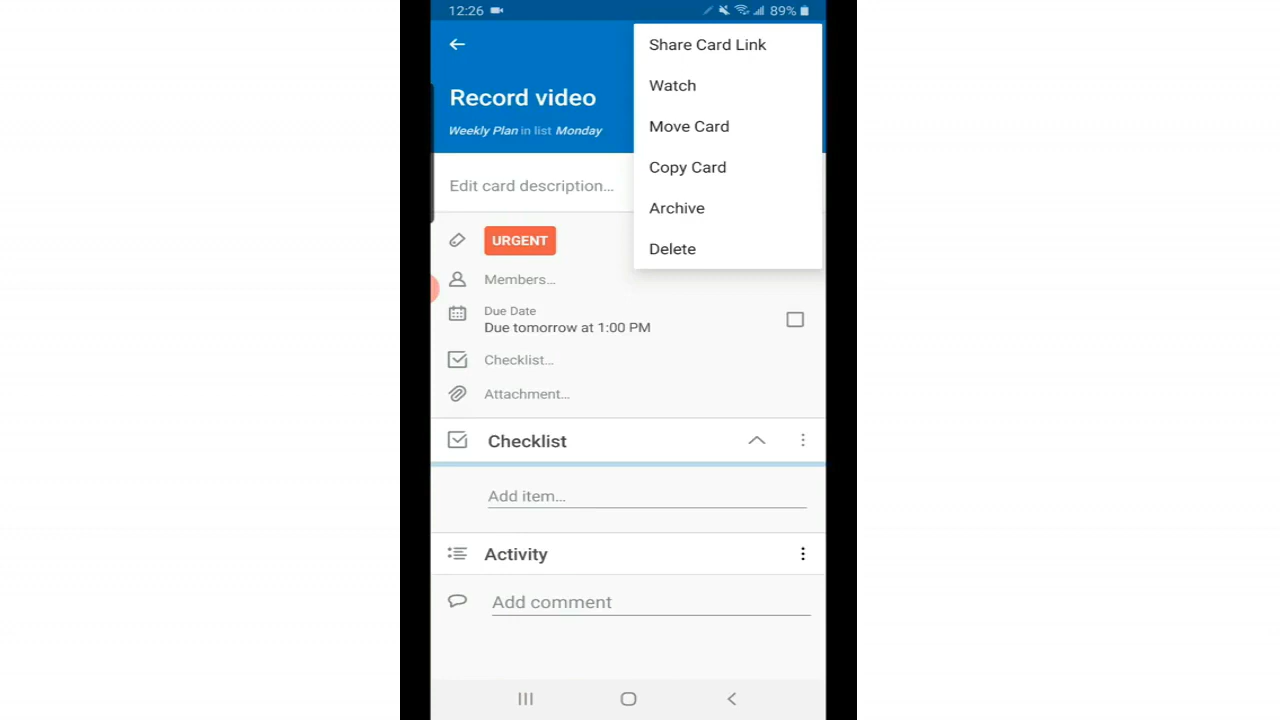 12:26
89%
Share Card Link
Watch
Move Card
Copy Card
Archive
Delete
Record video
Weekly Plan in list Monday
Edit card description...
URGENT
Members...
Due Date
Due tomorrow at 1:00 PM
Checklist...
Attachment...
Checklist
Add item...
Activity
Add comment